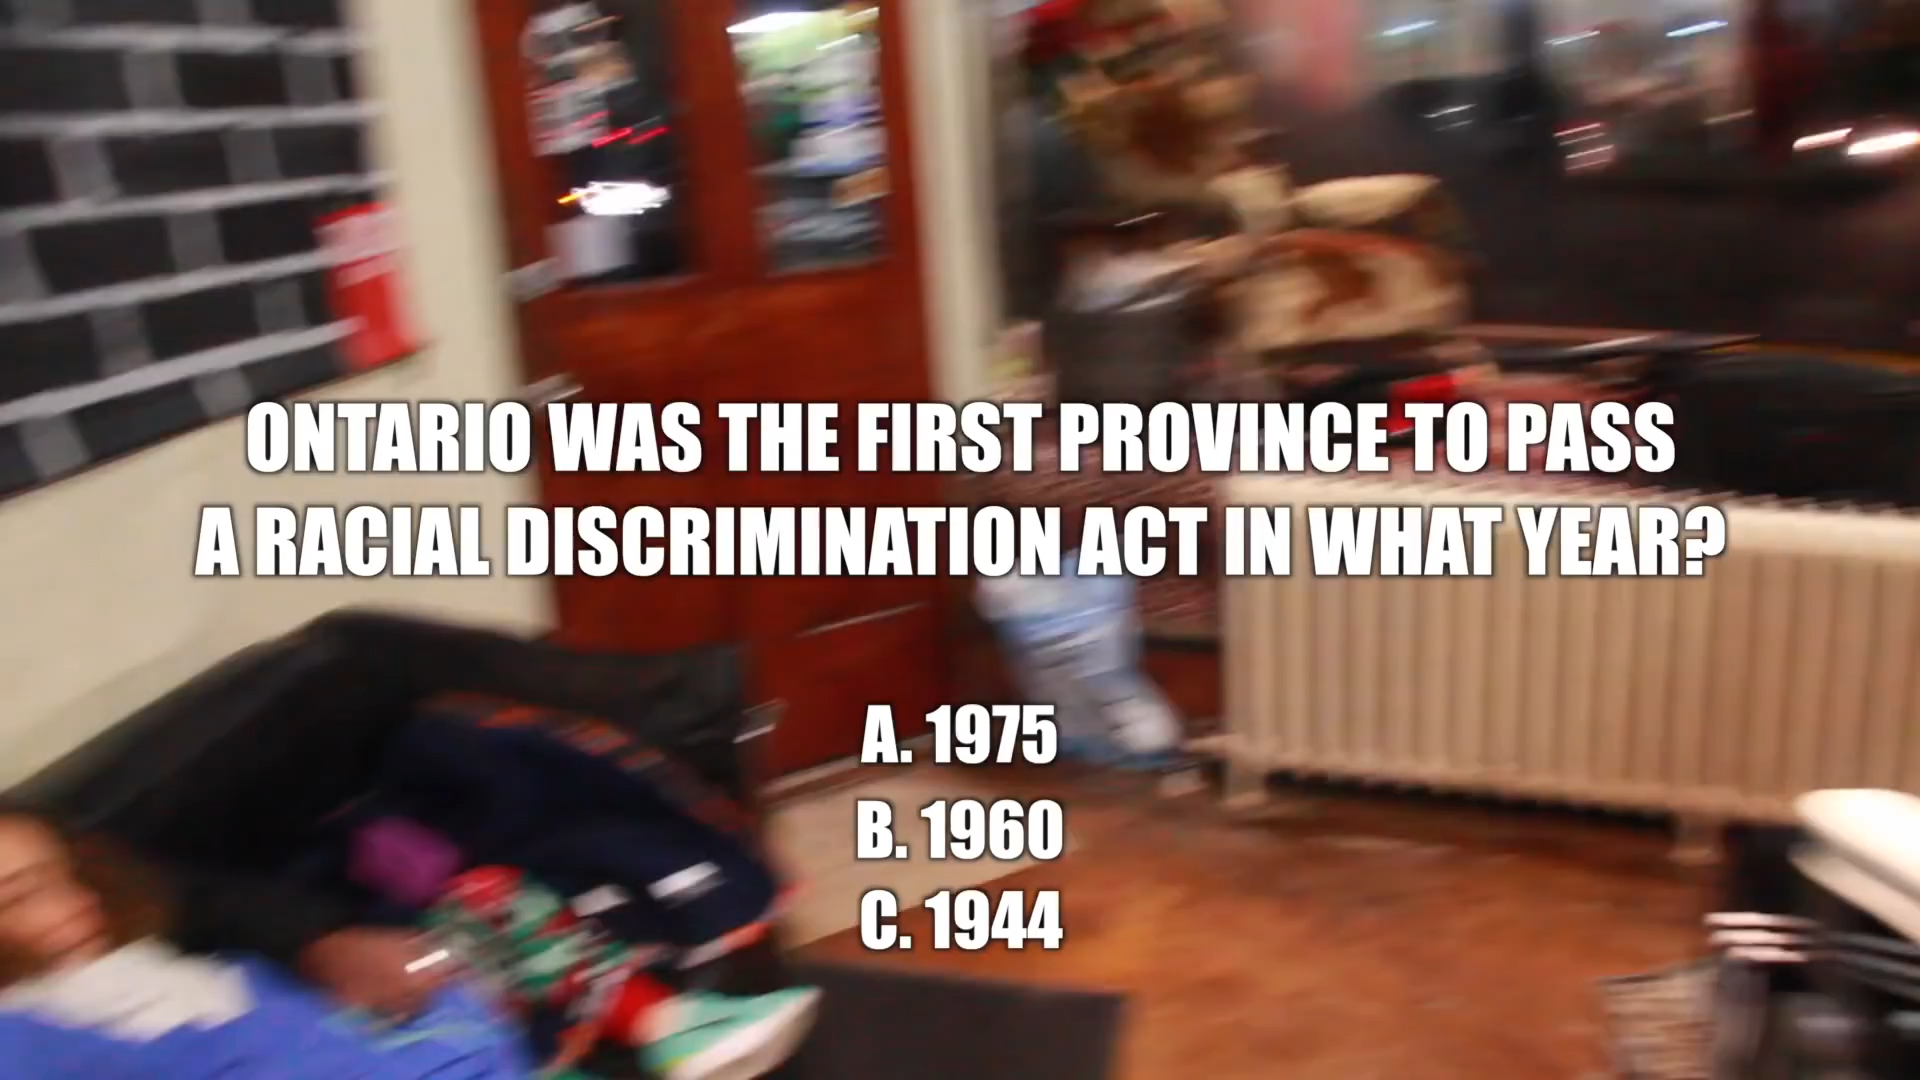 ONTARIO WAS THE FIRST PROVINCE TO PASS
A RACIAL DISCRIMINATION ACT IN WHAT YEAR?
A. 1975
B. 1960
C. 1944